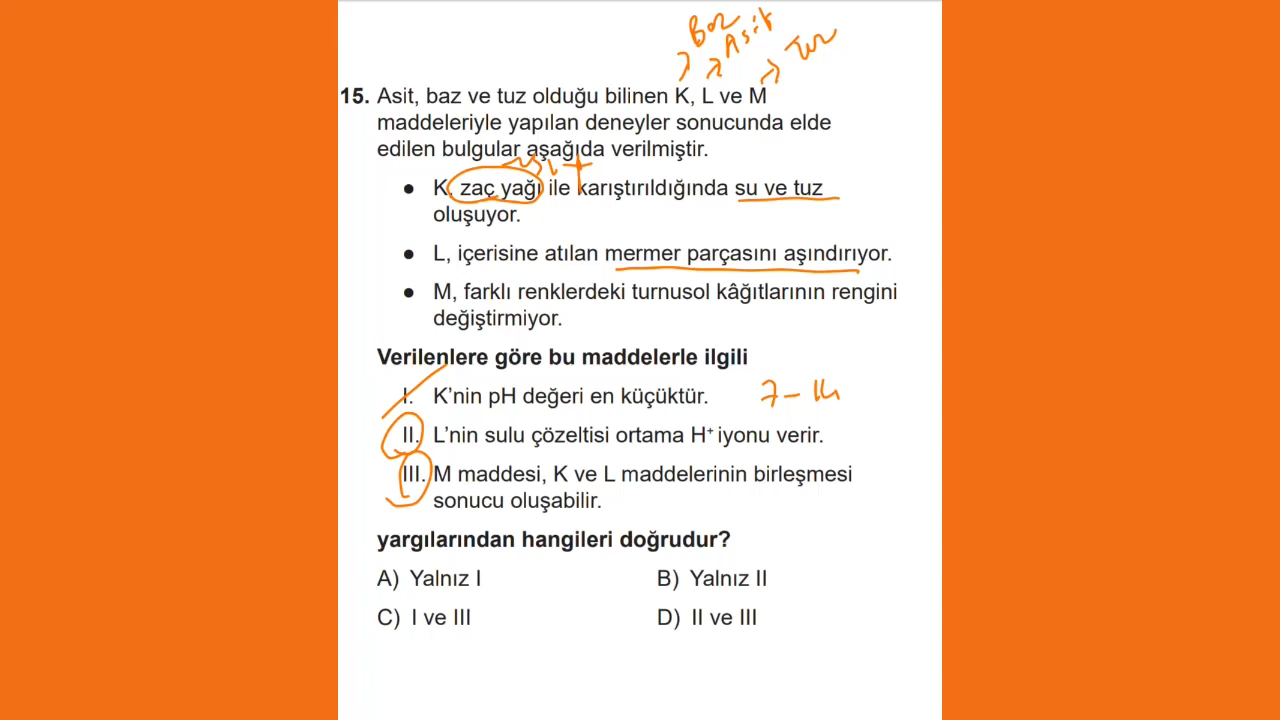 Baz
Asit
Tuz
15. Asit, baz ve tuz olduğu bilinen K, L ve M
maddeleriyle yapılan deneyler sonucunda elde
edilen bulgular aşağıda verilmiştir.
● K, zaç yağı ile karıştırıldığında su ve tuz
oluşuyor.
● L, içerisine atılan mermer parçasını aşındırıyor.
● M, farklı renklerdeki turnusol kâğıtlarının rengini
değiştirmiyor.
Verilenlere göre bu maddelerle ilgili
I. K’nin pH değeri en küçüktür. 7 – 14
II. L’nin sulu çözeltisi ortama H⁺ iyonu verir.
III. M maddesi, K ve L maddelerinin birleşmesi
sonucu oluşabilir.
yargılarından hangileri doğrudur?
A) Yalnız I B) Yalnız II
C) I ve III D) II ve III